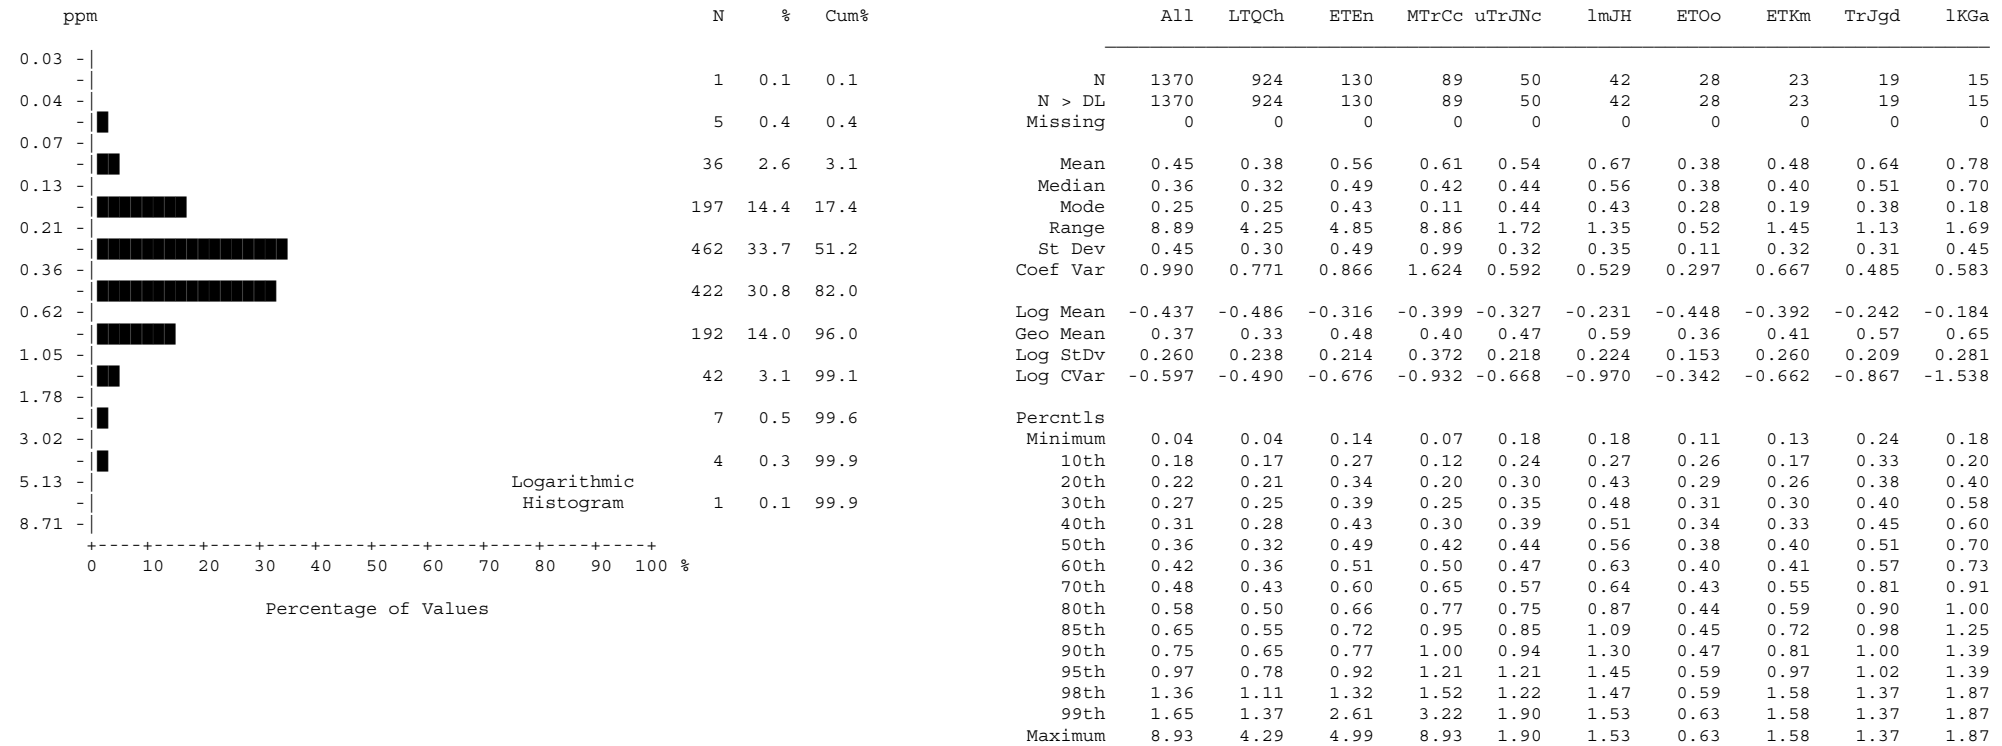 ppm N % Cum% All LTQCh ETEn MTrCc uTrJNc lmJH ETOo ETKm TrJgd lKGa
0.03 -|
-| 1 0.1 0.1 N 1370 924 130 89 50 42 28 23 19 15
0.04 -| N > DL 1370 924 130 89 50 42 28 23 19 15
-| 5 0.4 0.4 Missing 0 0 0 0 0 0 0 0 0 0
0.07 -|
-| 36 2.6 3.1 Mean 0.45 0.38 0.56 0.61 0.54 0.67 0.38 0.48 0.64 0.78
0.13 -| Median 0.36 0.32 0.49 0.42 0.44 0.56 0.38 0.40 0.51 0.70
-| 197 14.4 17.4 Mode 0.25 0.25 0.43 0.11 0.44 0.43 0.28 0.19 0.38 0.18
0.21 -| Range 8.89 4.25 4.85 8.86 1.72 1.35 0.52 1.45 1.13 1.69
-| 462 33.7 51.2 St Dev 0.45 0.30 0.49 0.99 0.32 0.35 0.11 0.32 0.31 0.45
0.36 -| Coef Var 0.990 0.771 0.866 1.624 0.592 0.529 0.297 0.667 0.485 0.583
-| 422 30.8 82.0
0.62 -| Log Mean -0.437 -0.486 -0.316 -0.399 -0.327 -0.231 -0.448 -0.392 -0.242 -0.184
-| 192 14.0 96.0 Geo Mean 0.37 0.33 0.48 0.40 0.47 0.59 0.36 0.41 0.57 0.65
1.05 -| Log StDv 0.260 0.238 0.214 0.372 0.218 0.224 0.153 0.260 0.209 0.281
-| 42 3.1 99.1 Log CVar -0.597 -0.490 -0.676 -0.932 -0.668 -0.970 -0.342 -0.662 -0.867 -1.538
1.78 -|
-| 7 0.5 99.6 Percntls
3.02 -| Minimum 0.04 0.04 0.14 0.07 0.18 0.18 0.11 0.13 0.24 0.18
-| 4 0.3 99.9 10th 0.18 0.17 0.27 0.12 0.24 0.27 0.26 0.17 0.33 0.20
5.13 -| Logarithmic 20th 0.22 0.21 0.34 0.20 0.30 0.43 0.29 0.26 0.38 0.40
-| Histogram 1 0.1 99.9 30th 0.27 0.25 0.39 0.25 0.35 0.48 0.31 0.30 0.40 0.58
8.71 -| 40th 0.31 0.28 0.43 0.30 0.39 0.51 0.34 0.33 0.45 0.60
+----+----+----+----+----+----+----+----+----+----+ 50th 0.36 0.32 0.49 0.42 0.44 0.56 0.38 0.40 0.51 0.70
0 10 20 30 40 50 60 70 80 90 100 % 60th 0.42 0.36 0.51 0.50 0.47 0.63 0.40 0.41 0.57 0.73
70th 0.48 0.43 0.60 0.65 0.57 0.64 0.43 0.55 0.81 0.91
Percentage of Values 80th 0.58 0.50 0.66 0.77 0.75 0.87 0.44 0.59 0.90 1.00
85th 0.65 0.55 0.72 0.95 0.85 1.09 0.45 0.72 0.98 1.25
90th 0.75 0.65 0.77 1.00 0.94 1.30 0.47 0.81 1.00 1.39
95th 0.97 0.78 0.92 1.21 1.21 1.45 0.59 0.97 1.02 1.39
98th 1.36 1.11 1.32 1.52 1.22 1.47 0.59 1.58 1.37 1.87
99th 1.65 1.37 2.61 3.22 1.90 1.53 0.63 1.58 1.37 1.87
Maximum 8.93 4.29 4.99 8.93 1.90 1.53 0.63 1.58 1.37 1.87